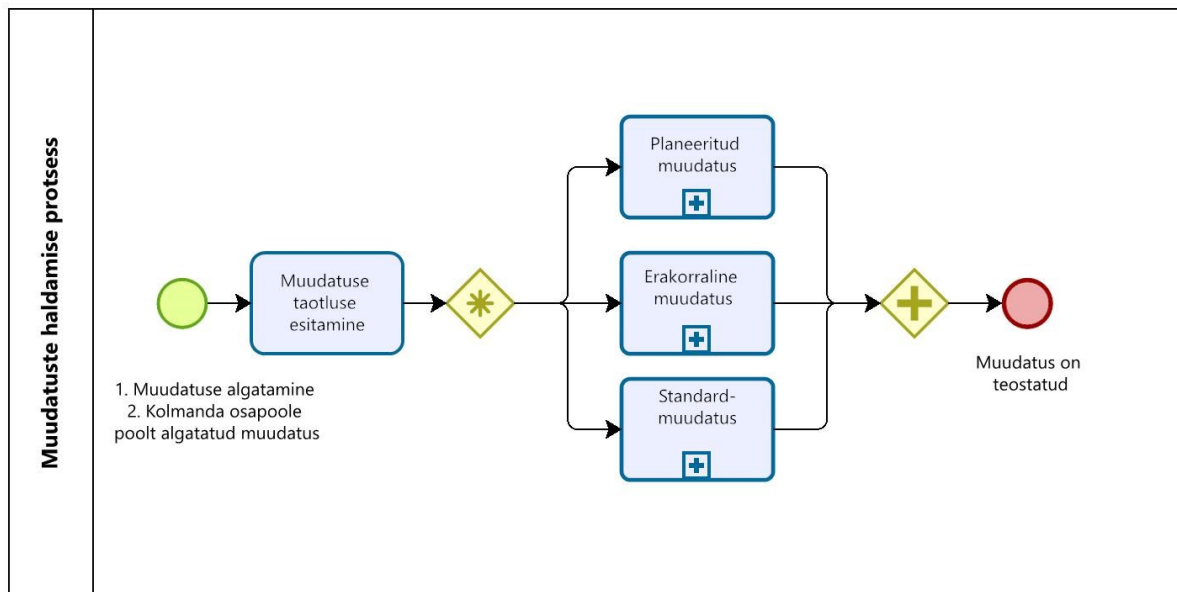 Muudatuste haldamise protsess
Muudatuse
taotluse
esitamine
1. Muudatuse algatamine
2. Kolmanda osapoole
poolt algatatud muudatus
Planeeritud
muudatus
Erakorraline
muudatus
Standard-
muudatus
Muudatus on
teostatud